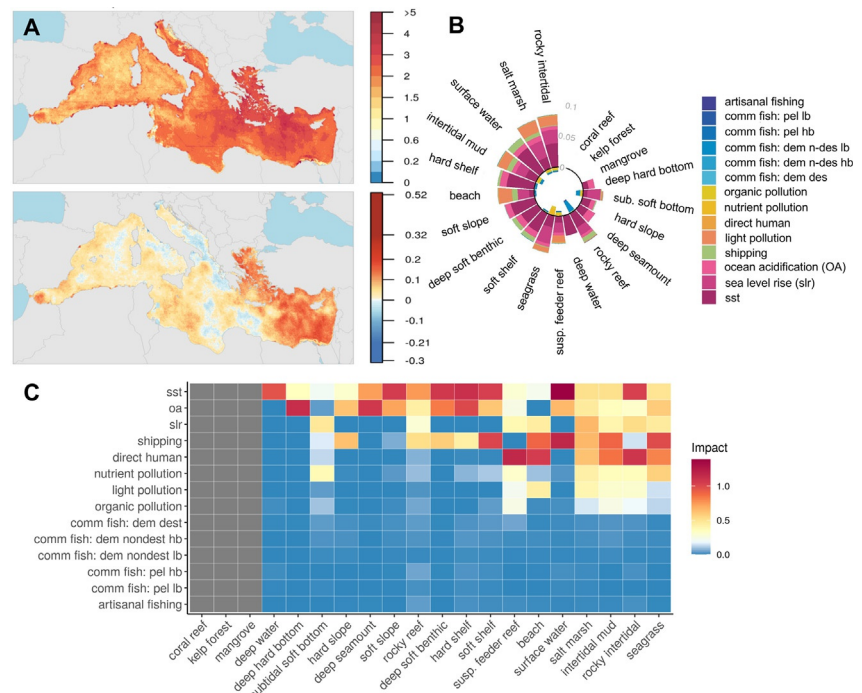 A
>5
5
4
3
2
1.6
1.2
0.6
0.2
0
0.52
0.32
0.2
0.1
0
-0.1
-0.21
-0.3
B
rocky intertidal
salt marsh
surface water
intertidal mud
hard shelf
beach
soft slope
deep soft benthic
soft shelf
seagrass
susp. feeder reef
deep water
rocky reef
deep seamount
hard slope
sub. soft bottom
deep hard bottom
mangrove
kelp forest
coral reef
0.1
0.05
0
artisanal fishing
comm fish: pel lb
comm fish: pel hb
comm fish: dem n-des lb
comm fish: dem n-des hb
comm fish: dem des
organic pollution
nutrient pollution
direct human
light pollution
shipping
ocean acidification (OA)
sea level rise (slr)
sst
C
sst
oa
slr
shipping
direct human
nutrient pollution
light pollution
organic pollution
comm fish: dem dest
comm fish: dem nondest hb
comm fish: dem nondest lb
comm fish: pel hb
comm fish: pel lb
artisanal fishing
coral reef
kelp forest
mangrove
deep water
deep hard bottom
subtidal soft bottom
hard slope
deep seamount
soft slope
rocky reef
deep soft benthic
hard shelf
soft shelf
susp. feeder reef
beach
surface water
salt marsh
intertidal mud
rocky intertidal
seagrass
Impact
1.0
0.5
0.0